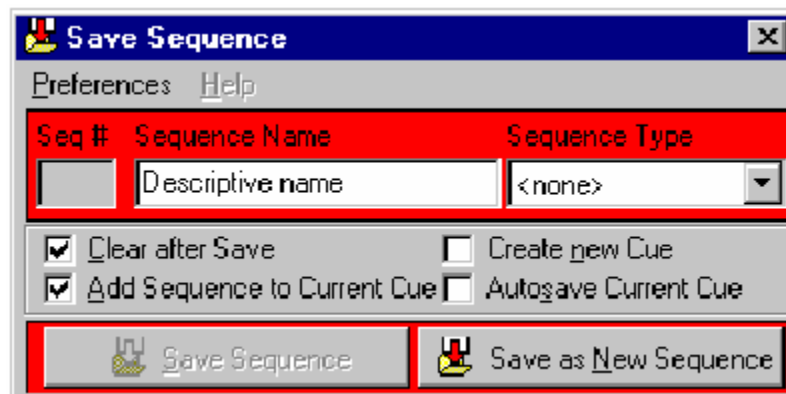 Save Sequence
Preferences Help
Seq # Sequence Name Sequence Type
Descriptive name <none>
Clear after Save Create new Cue
Add Sequence to Current Cue Autosave Current Cue
Save Sequence Save as New Sequence